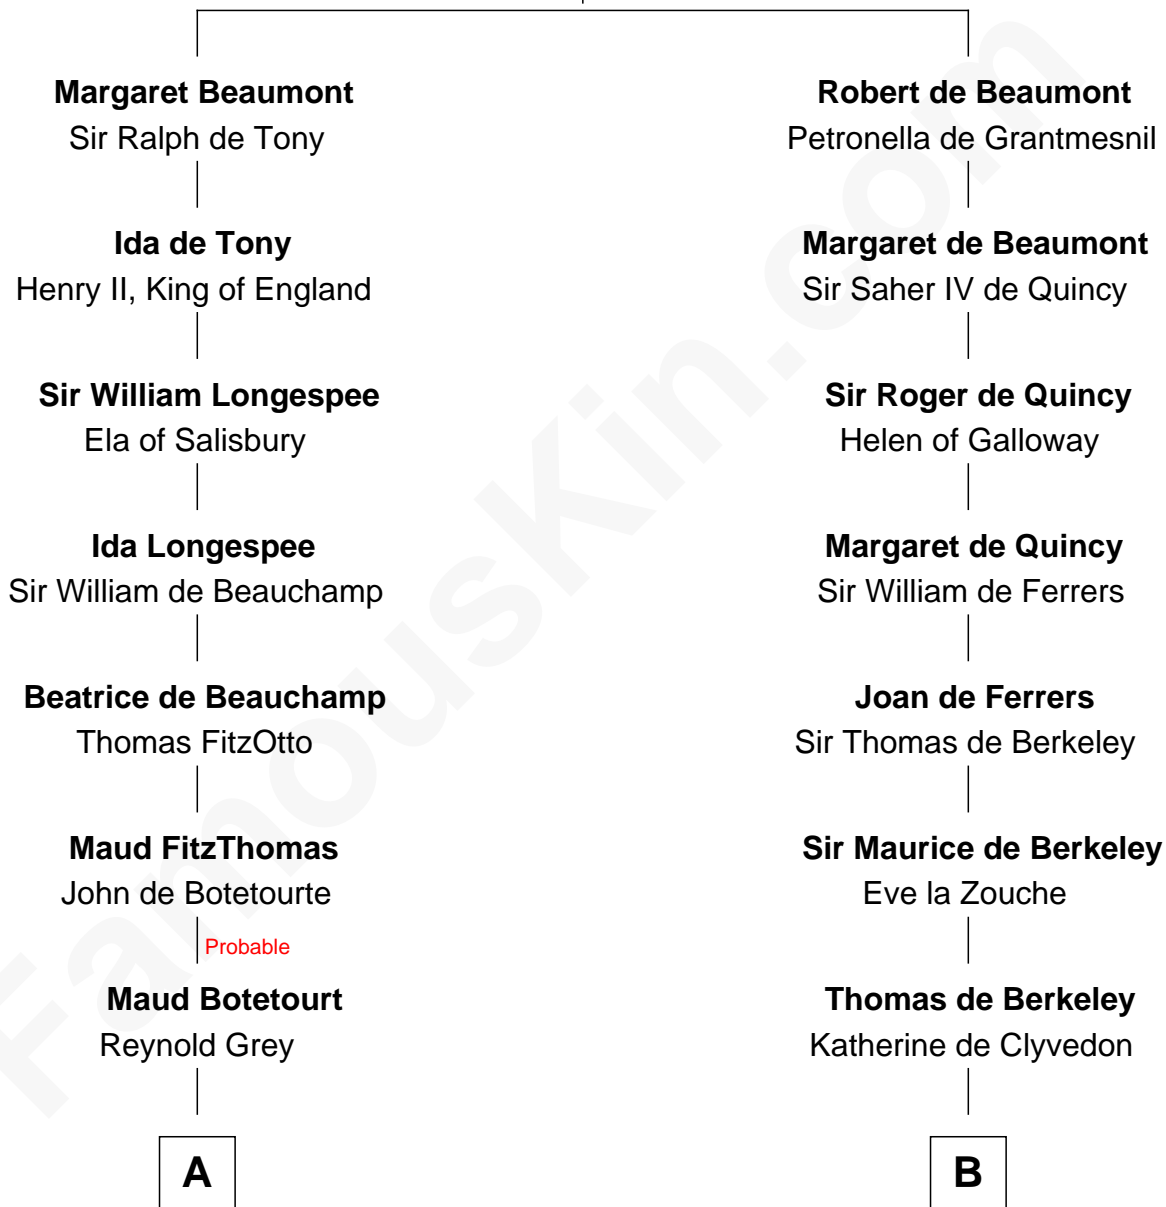 Margaret Beaumont
Sir Ralph de Tony
Robert de Beaumont
Petronella de Grantmesnil
Ida de Tony
Henry II, King of England
Margaret de Beaumont
Sir Saher IV de Quincy
Sir William Longespee
Ela of Salisbury
Sir Roger de Quincy
Helen of Galloway
Ida Longespee
Sir William de Beauchamp
Margaret de Quincy
Sir William de Ferrers
Beatrice de Beauchamp
Thomas FitzOtto
Joan de Ferrers
Sir Thomas de Berkeley
Maud FitzThomas
John de Botetourte
Sir Maurice de Berkeley
Eve la Zouche
Probable
Maud Botetourt
Reynold Grey
Thomas de Berkeley
Katherine de Clyvedon
A
B
FamousKin.com